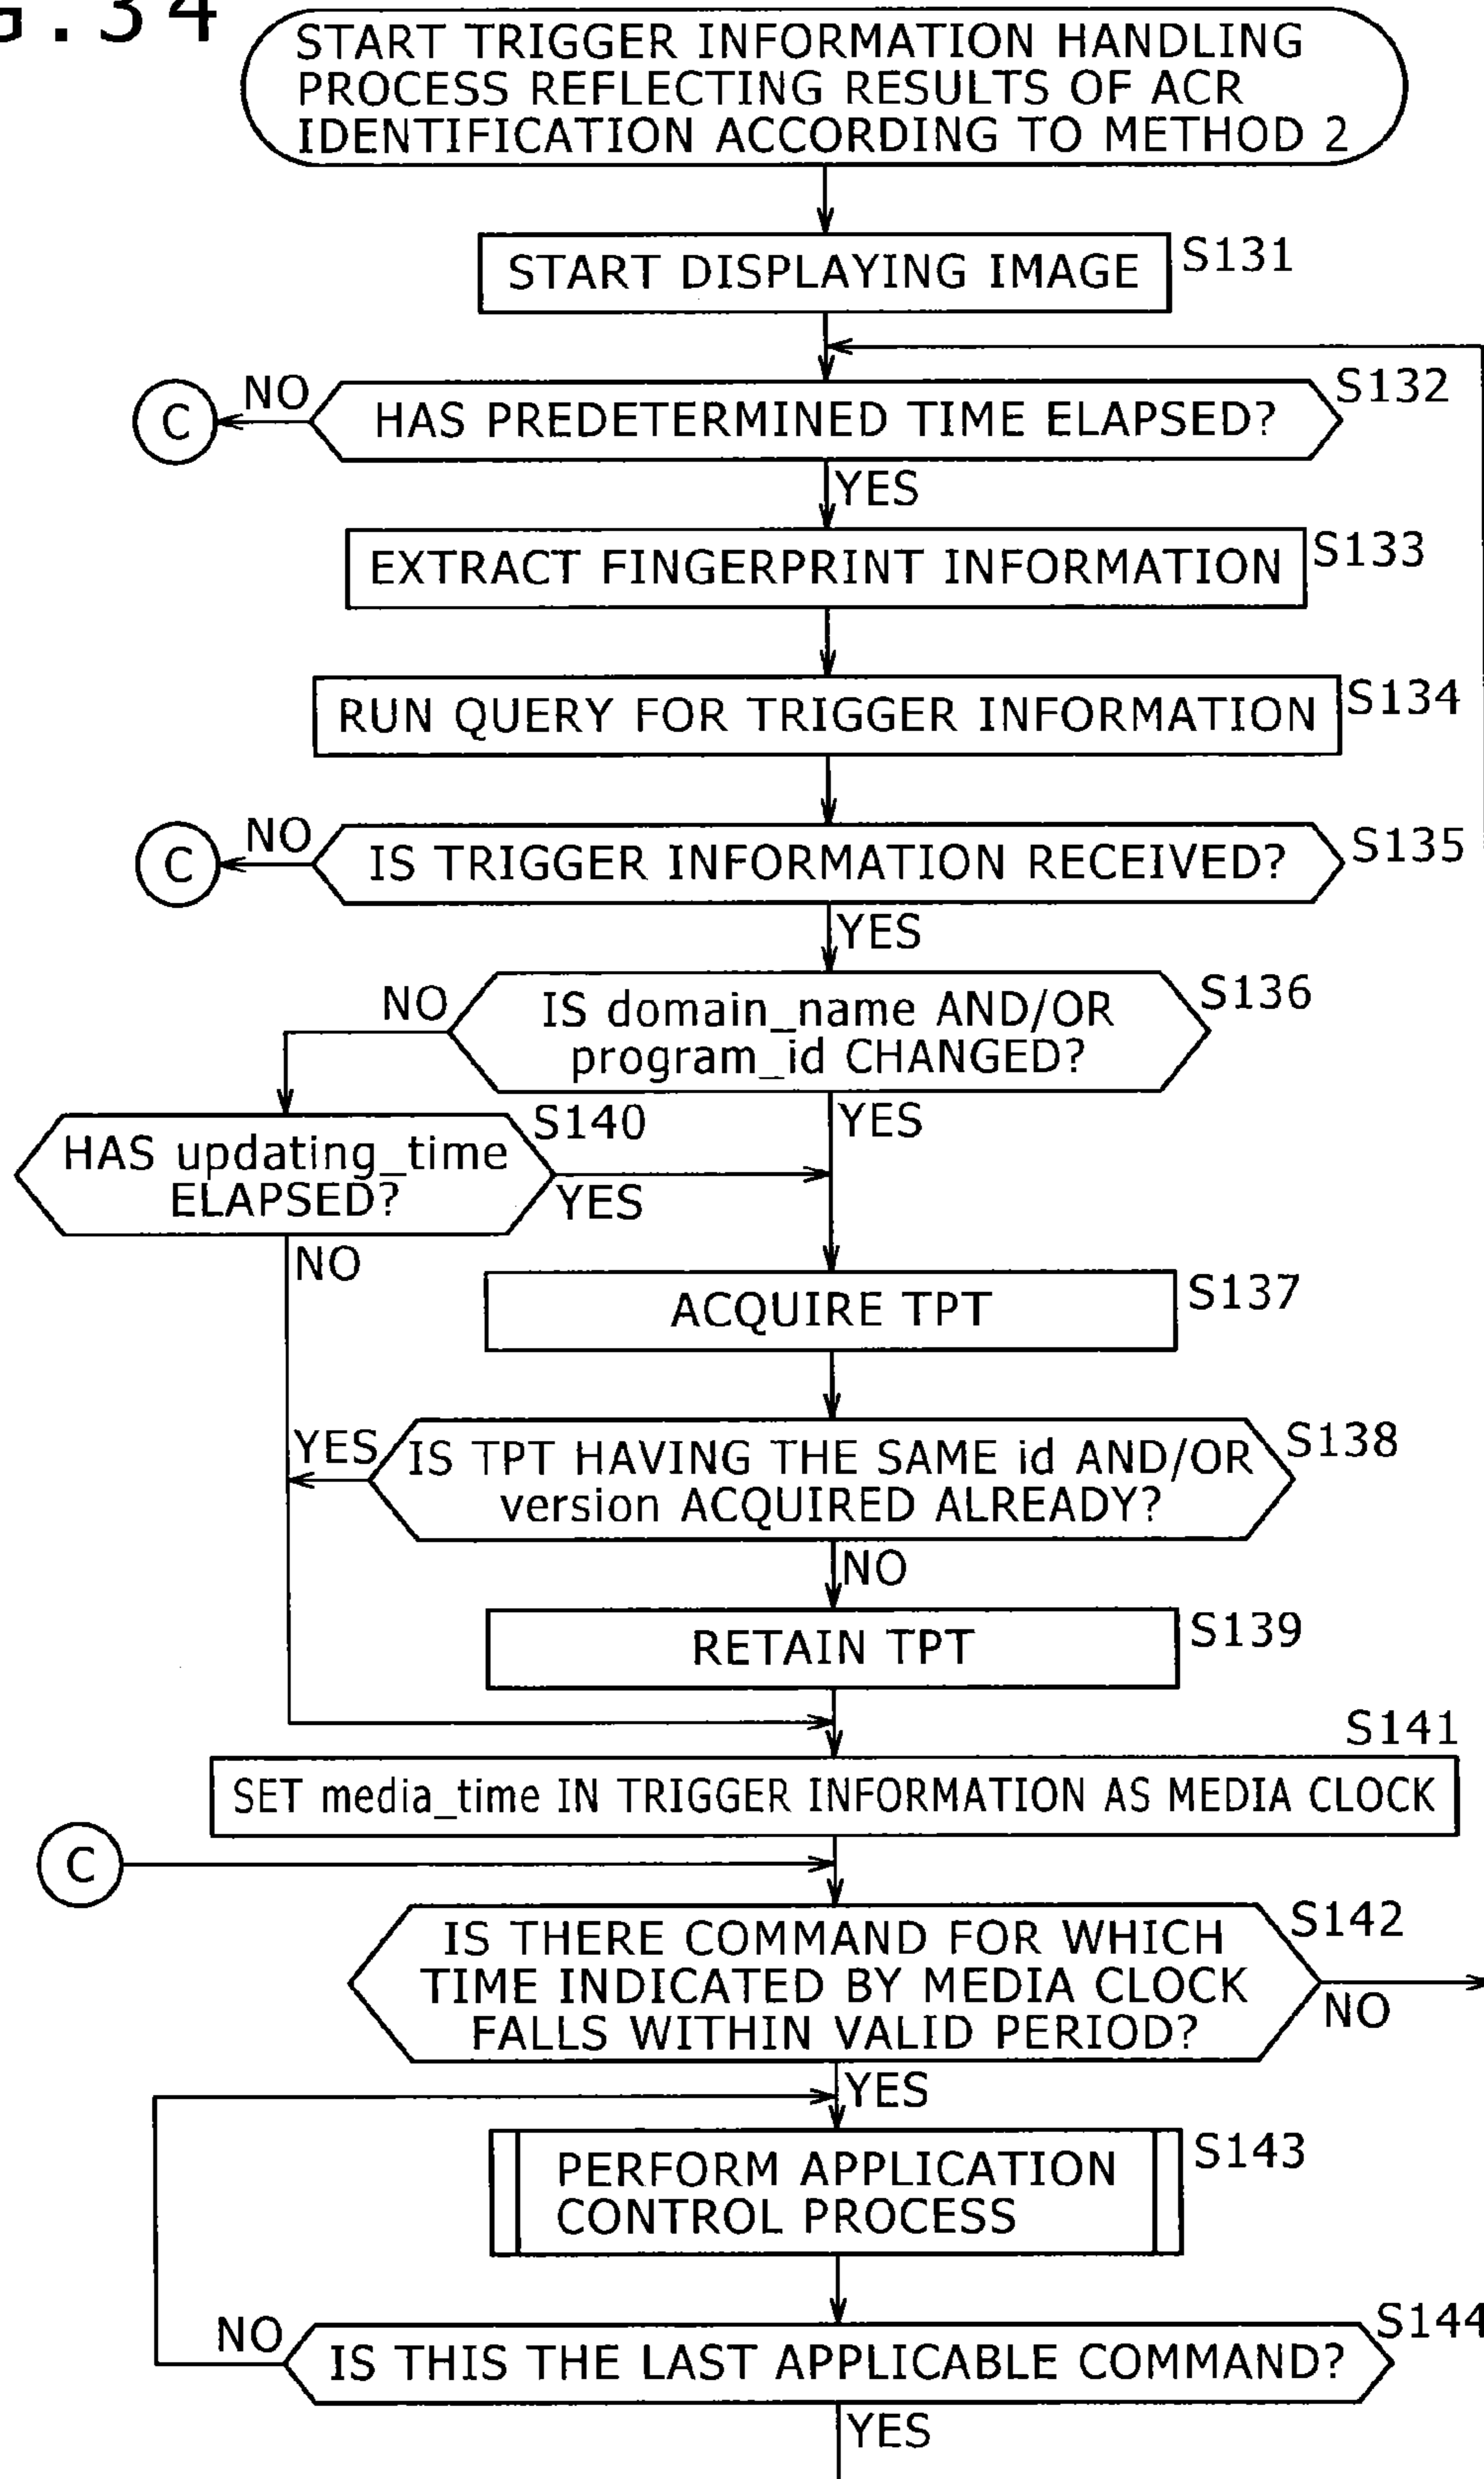 G.34
START TRIGGER INFORMATION HANDLING
PROCESS REFLECTING RESULTS OF ACR
IDENTIFICATION ACCORDING TO METHOD 2
START DISPLAYING IMAGE
S131
C
NO
HAS PREDETERMINED TIME ELAPSED?
S132
YES
EXTRACT FINGERPRINT INFORMATION
S133
RUN QUERY FOR TRIGGER INFORMATION
S134
C
NO
IS TRIGGER INFORMATION RECEIVED?
S135
YES
NO
IS domain_name AND/OR
program_id CHANGED?
S136
YES
HAS updating_time
ELAPSED?
S140
YES
NO
ACQUIRE TPT
S137
YES
IS TPT HAVING THE SAME id AND/OR
version ACQUIRED ALREADY?
S138
NO
RETAIN TPT
S139
S141
SET media_time IN TRIGGER INFORMATION AS MEDIA CLOCK
C
IS THERE COMMAND FOR WHICH
TIME INDICATED BY MEDIA CLOCK
FALLS WITHIN VALID PERIOD?
S142
NO
YES
PERFORM APPLICATION
CONTROL PROCESS
S143
NO
IS THIS THE LAST APPLICABLE COMMAND?
S144
YES